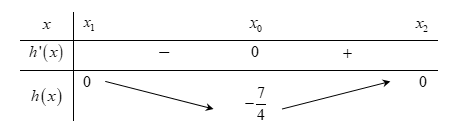 x x₁ x₀ x₂
h'(x) − 0 +
h(x) 0 −7/4 0